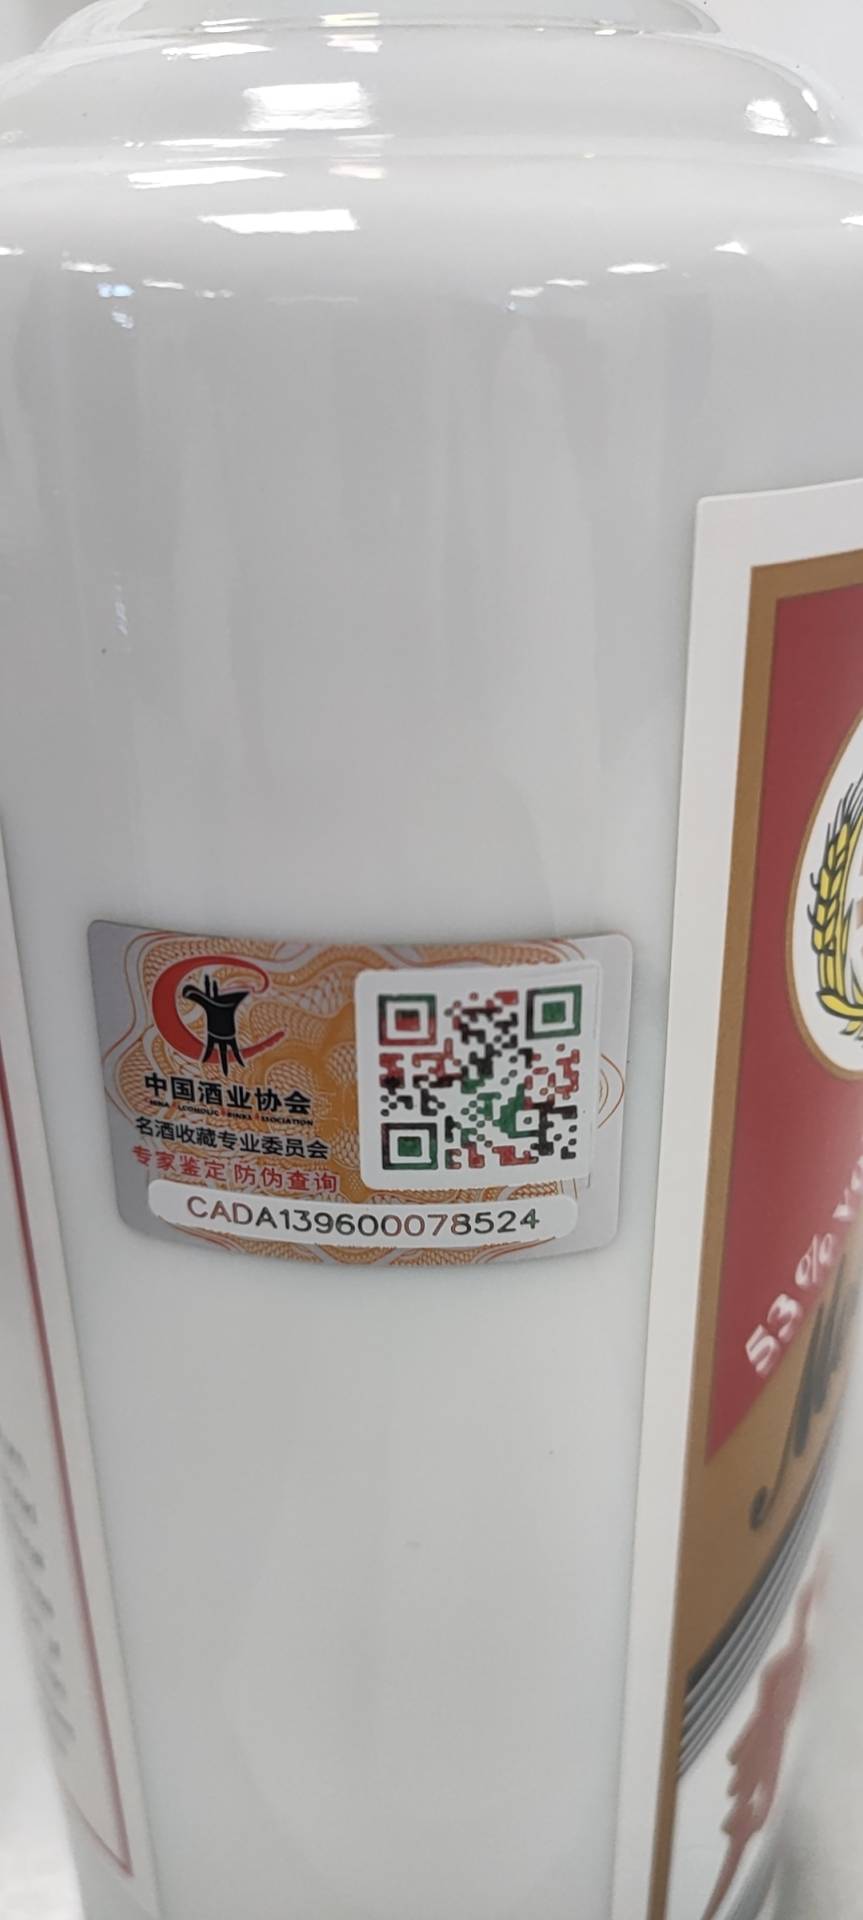 中国酒业协会
名酒收藏专业委员会
专家鉴定 防伪查询
CADA139600078524
53%